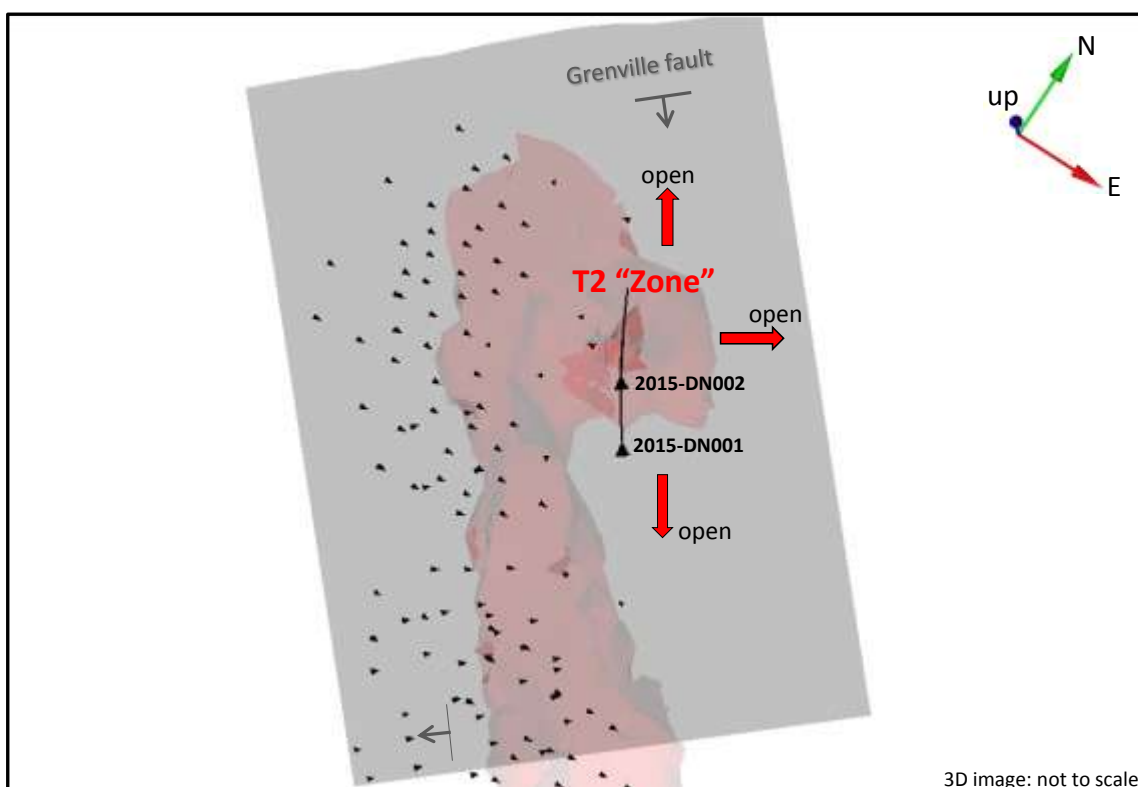 Grenville fault
N
up
E
open
T2 “Zone”
open
2015-DN002
2015-DN001
open
3D image: not to scale